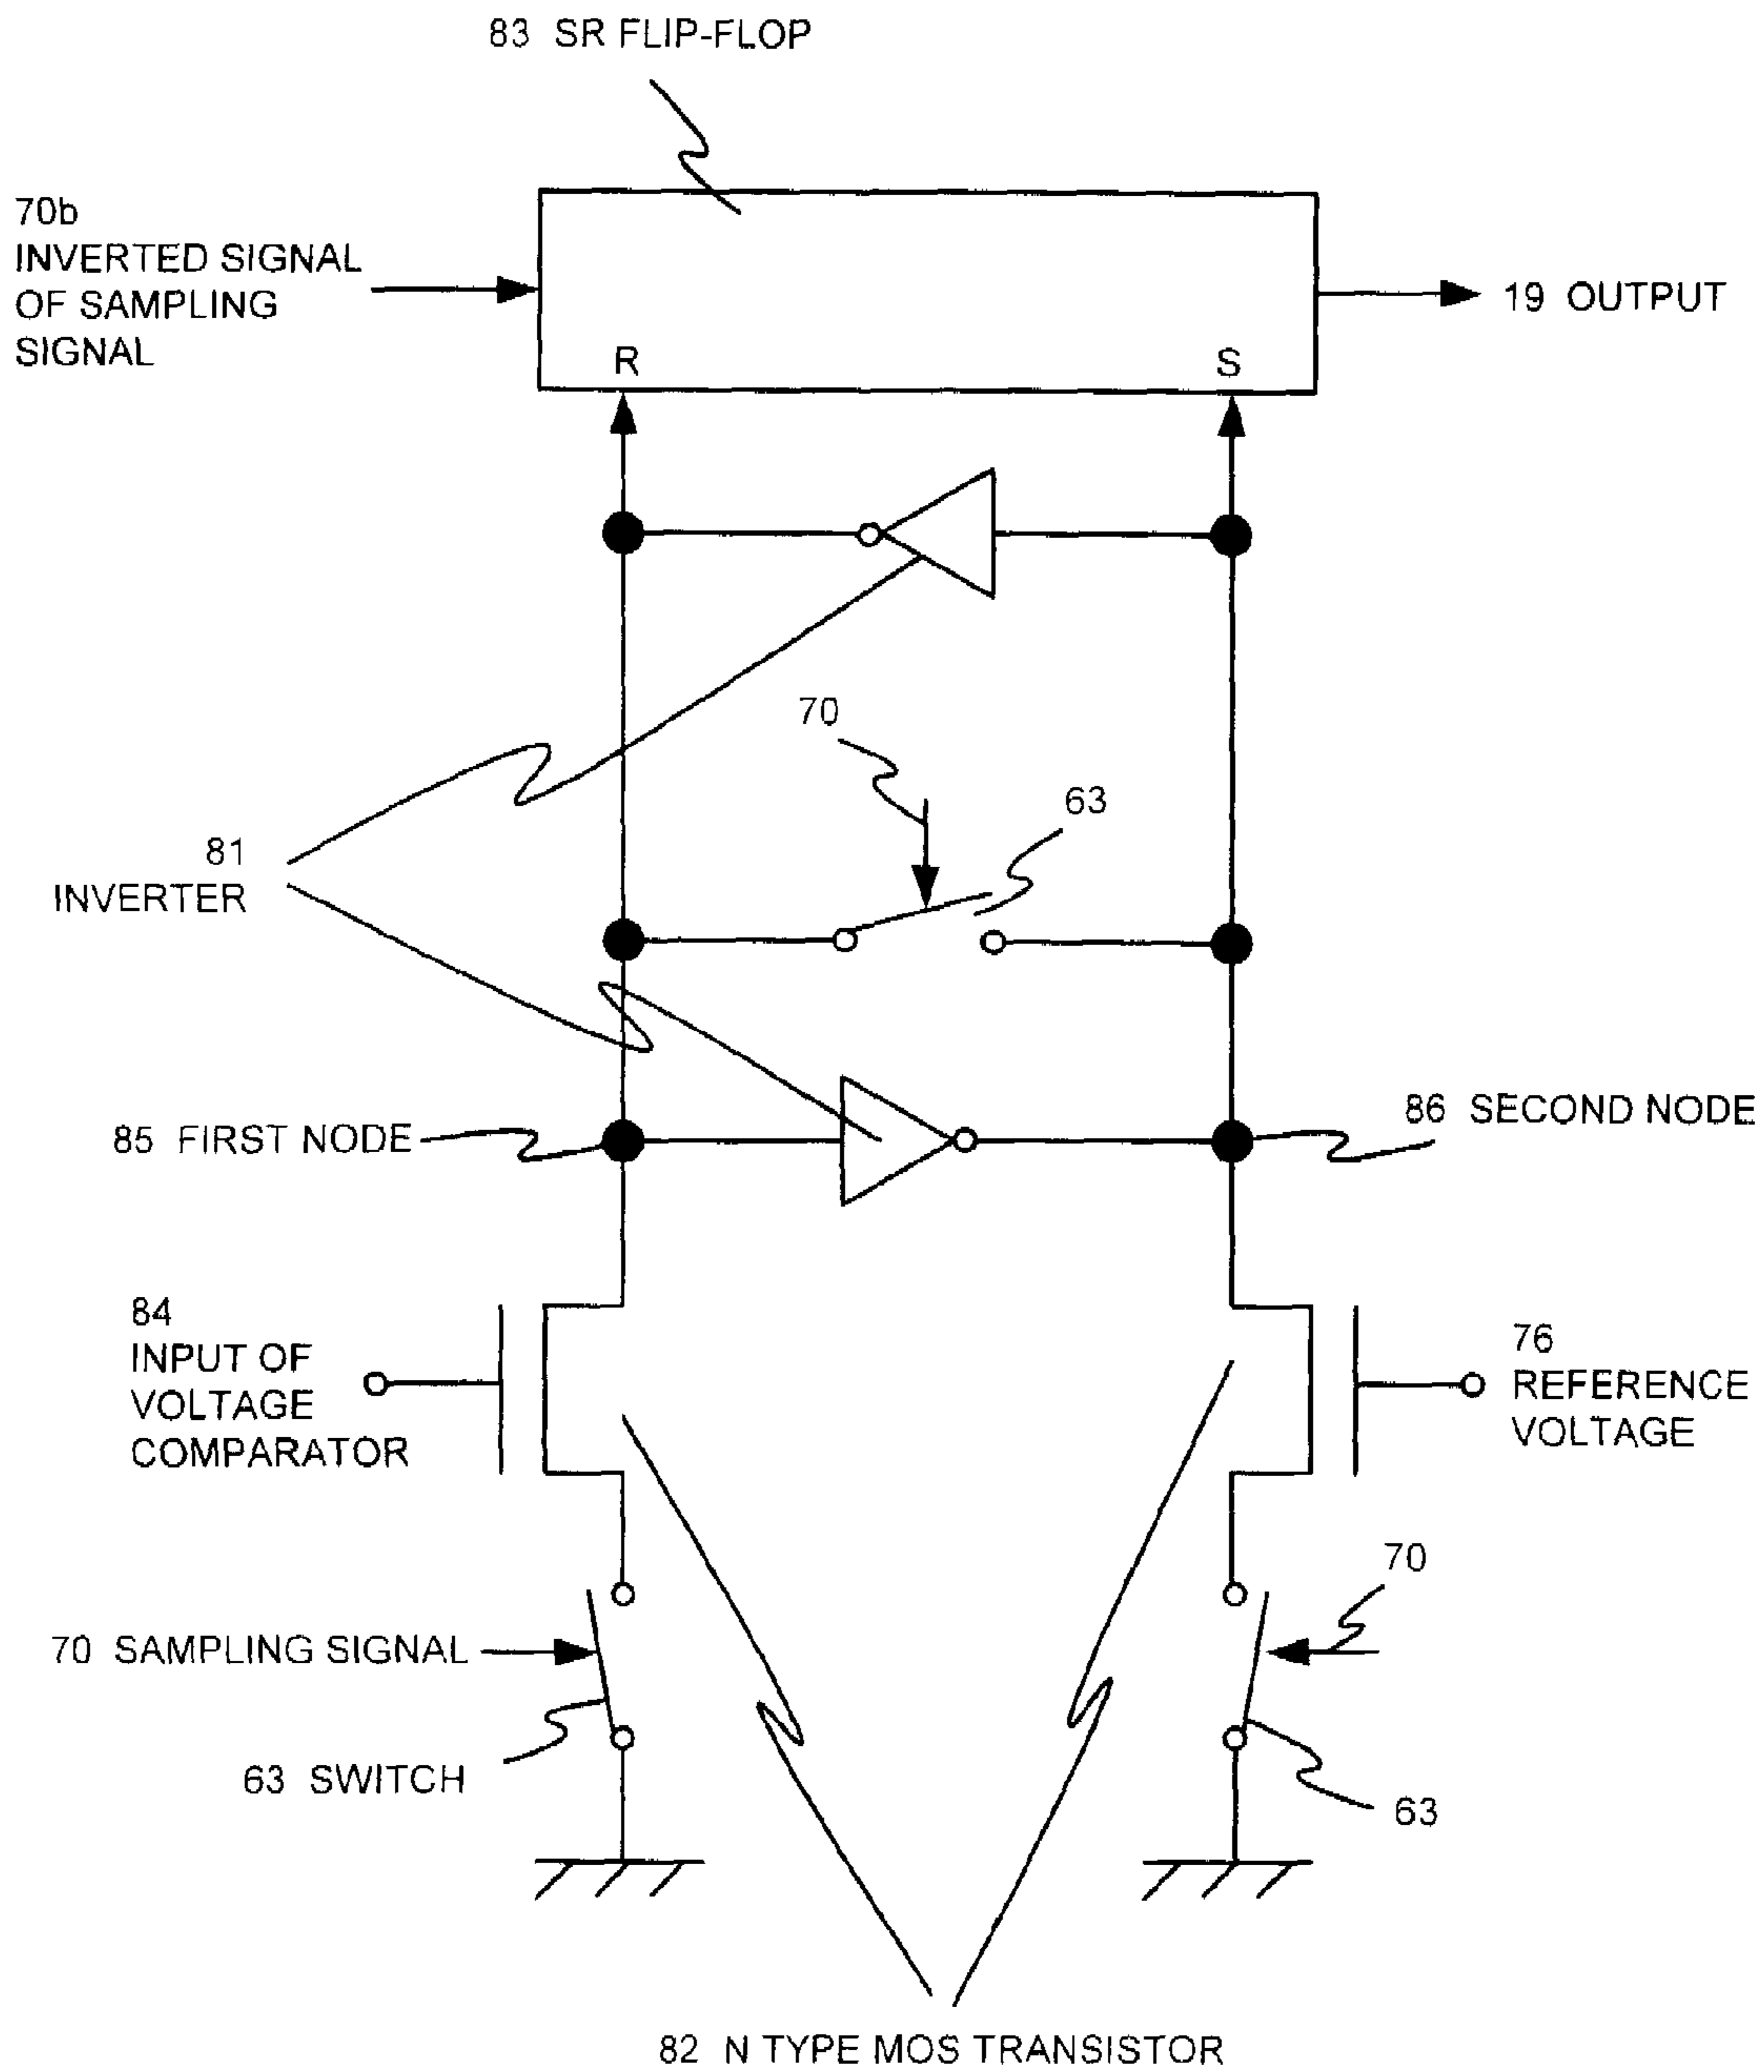 83 SR FLIP-FLOP
70b
INVERTED SIGNAL
OF SAMPLING
SIGNAL
19 OUTPUT
R
S
70
63
81
INVERTER
85 FIRST NODE
86 SECOND NODE
84
INPUT OF
VOLTAGE
COMPARATOR
76
REFERENCE
VOLTAGE
70
70 SAMPLING SIGNAL
63 SWITCH
63
82 N TYPE MOS TRANSISTOR